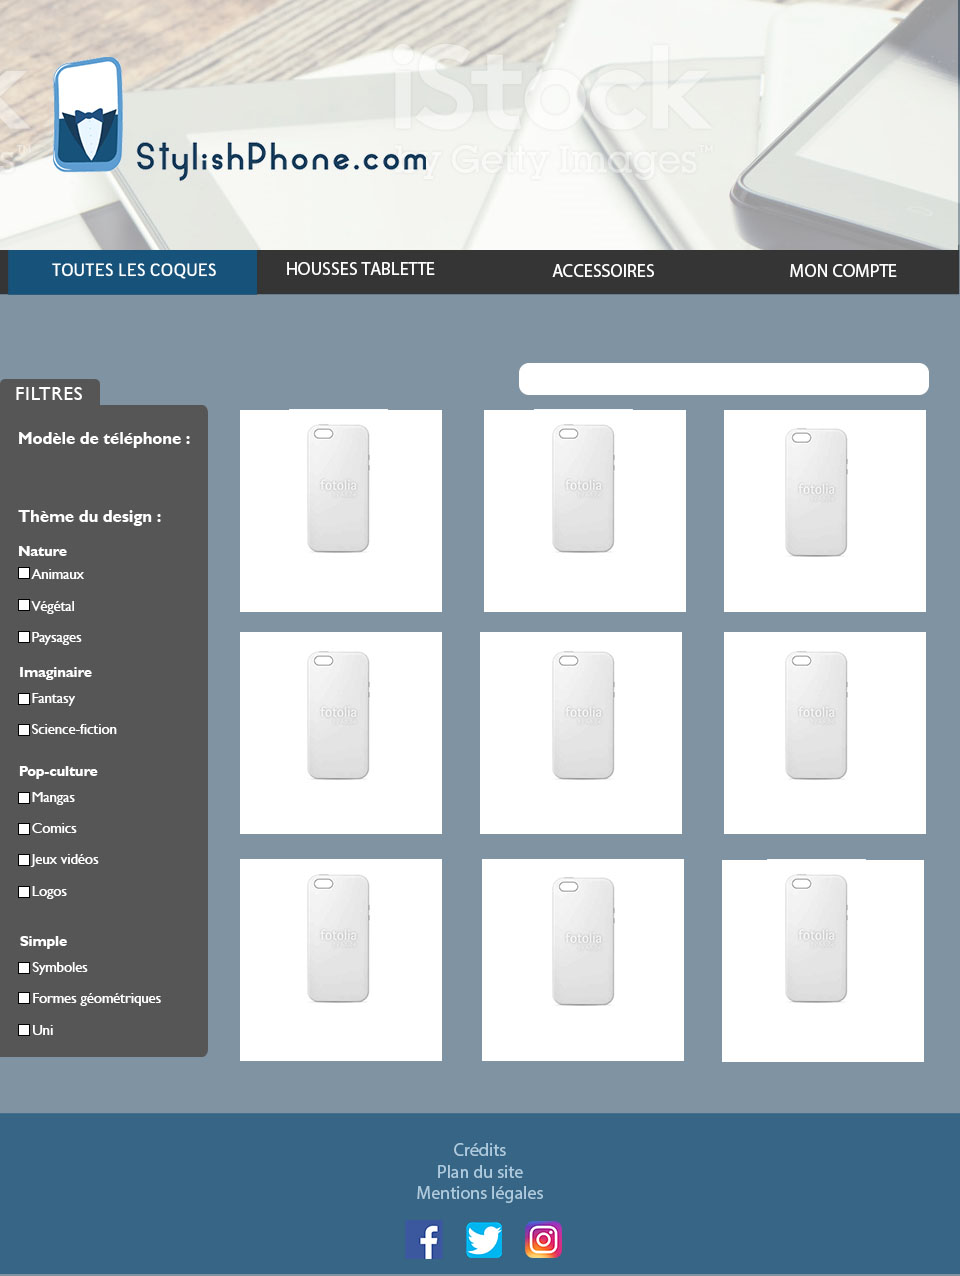 iStock
by Getty Images™
StylishPhone.com
TOUTES LES COQUES
HOUSSES TABLETTE
ACCESSOIRES
MON COMPTE
FILTRES
Modèle de téléphone :
Thème du design :
Nature
Animaux
Végétal
Paysages
Imaginaire
Fantasy
Science-fiction
Pop-culture
Mangas
Comics
Jeux vidéos
Logos
Simple
Symboles
Formes géométriques
Uni
fotolia
fotolia
fotolia
fotolia
fotolia
fotolia
fotolia
fotolia
fotolia
Crédits
Plan du site
Mentions légales